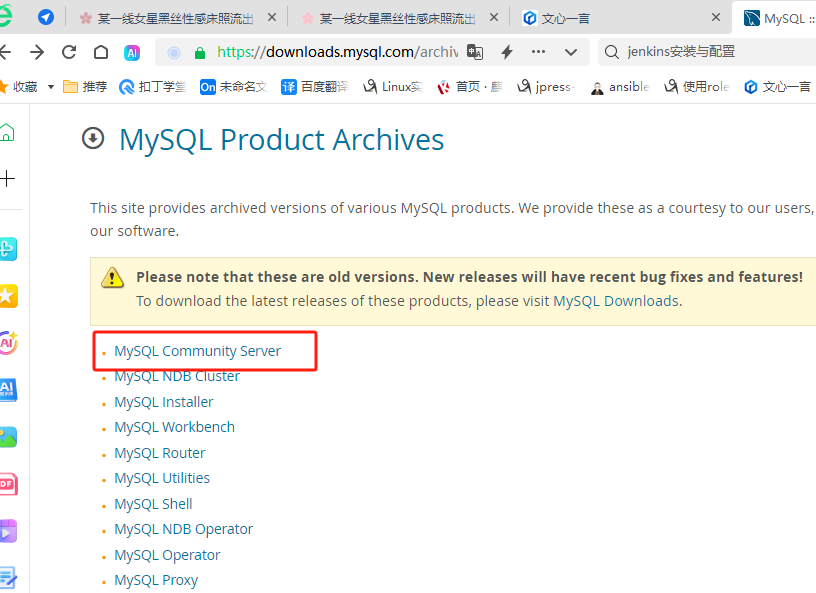 某一线女星黑丝性感床照流出
某一线女星黑丝性感床照流出
文心一言
MySQL ::
AI
https://downloads.mysql.com/archiv
jenkins安装与配置
收藏
推荐
扣丁学堂
On
未命名文
译
百度翻译
Linux实
首页 ·
jpress-
ansible
使用role
文心一言
MySQL Product Archives
This site provides archived versions of various MySQL products. We provide these as a courtesy to our users,
our software.
Please note that these are old versions. New releases will have recent bug fixes and features!
To download the latest releases of these products, please visit MySQL Downloads.
MySQL Community Server
MySQL NDB Cluster
MySQL Installer
MySQL Workbench
MySQL Router
MySQL Utilities
MySQL Shell
MySQL NDB Operator
MySQL Operator
MySQL Proxy
AI
AI
DF